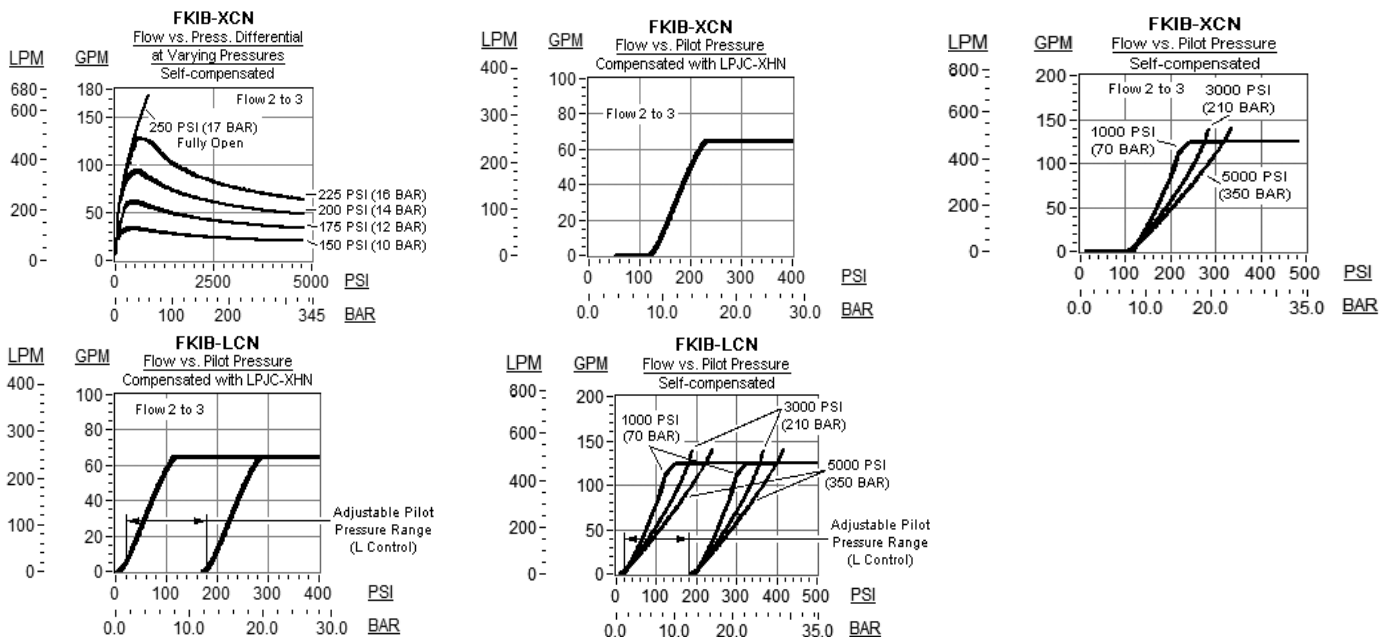 FKIB-XCN
Flow vs. Press. Differential
at Varying Pressures
Self-compensated
LPM
GPM
680
600
400
200
0
180
150
100
50
0
Flow 2 to 3
250 PSI (17 BAR)
Fully Open
225 PSI (16 BAR)
200 PSI (14 BAR)
175 PSI (12 BAR)
150 PSI (10 BAR)
0 2500 5000 PSI
0 100 200 345 BAR
FKIB-XCN
Flow vs. Pilot Pressure
Compensated with LPJC-XHN
LPM
GPM
400
300
200
100
0
100
80
60
40
20
0
Flow 2 to 3
0 100 200 300 400 PSI
0.0 10.0 20.0 30.0 BAR
FKIB-XCN
Flow vs. Pilot Pressure
Self-compensated
LPM
GPM
800
600
400
200
0
200
150
100
50
0
Flow 2 to 3
3000 PSI
(210 BAR)
1000 PSI
(70 BAR)
5000 PSI
(350 BAR)
0 100 200 300 400 500 PSI
0.0 10.0 20.0 35.0 BAR
FKIB-LCN
Flow vs. Pilot Pressure
Compensated with LPJC-XHN
LPM
GPM
400
300
200
100
0
100
80
60
40
20
0
Flow 2 to 3
Adjustable Pilot
Pressure Range
(L Control)
0 100 200 300 400 PSI
0.0 10.0 20.0 30.0 BAR
FKIB-LCN
Flow vs. Pilot Pressure
Self-compensated
LPM
GPM
800
600
400
200
0
200
150
100
50
0
1000 PSI
(70 BAR)
3000 PSI
(210 BAR)
5000 PSI
(350 BAR)
Adjustable Pilot
Pressure Range
(L Control)
0 100 200 300 400 500 PSI
0.0 10.0 20.0 35.0 BAR